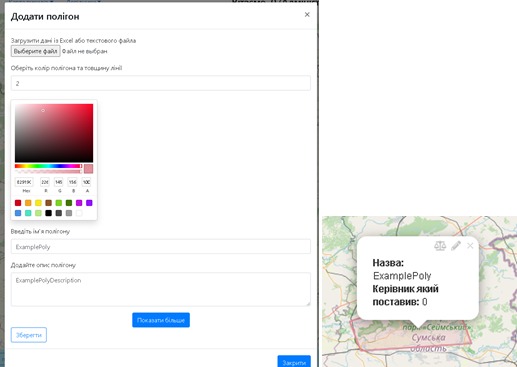 Додати полігон
×
Загрузити дані із Excel або текстового файла
Выберите файл Файл не выбран
Оберіть колір полігона та товщину лінії
2
226 145 156 100
Hex R G B A
Введіть ім'я полігону
ExamplePoly
Додайте опис полігону
ExamplePolyDescription
Показати більше
Зберегти
Закрити
Назва:
ExamplePoly
Керівник який
поставив: 0
парк «Сеймський»
Сумська
область